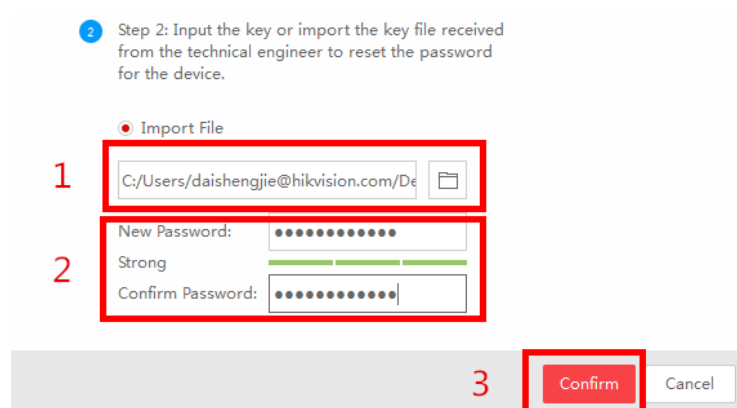 2 Step 2: Input the key or import the key file received
from the technical engineer to reset the password
for the device.
Import File
1 C:/Users/daishengjie@hikvision.com/De
2
New Password: ●●●●●●●●●●●●
Strong
Confirm Password: ●●●●●●●●●●●●
3 Confirm Cancel